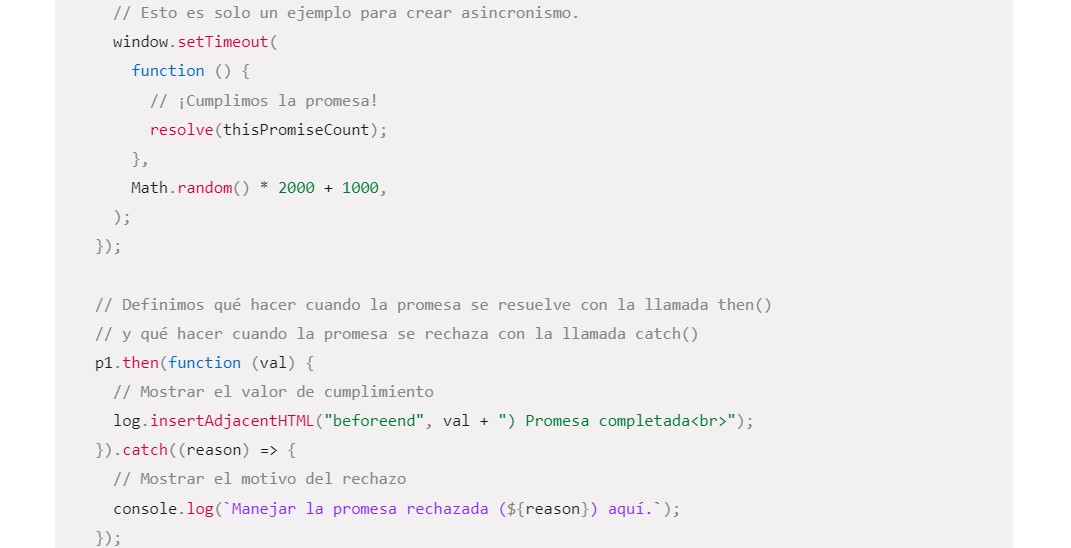 // Esto es solo un ejemplo para crear asincronismo.
window.setTimeout(
function () {
// ¡Cumplimos la promesa!
resolve(thisPromiseCount);
},
Math.random() * 2000 + 1000,
);
});
// Definimos qué hacer cuando la promesa se resuelve con la llamada then()
// y qué hacer cuando la promesa se rechaza con la llamada catch()
p1.then(function (val) {
// Mostrar el valor de cumplimiento
log.insertAdjacentHTML("beforeend", val + ") Promesa completada<br>");
}).catch((reason) => {
// Mostrar el motivo del rechazo
console.log(`Manejar la promesa rechazada (${reason}) aquí.`);
});